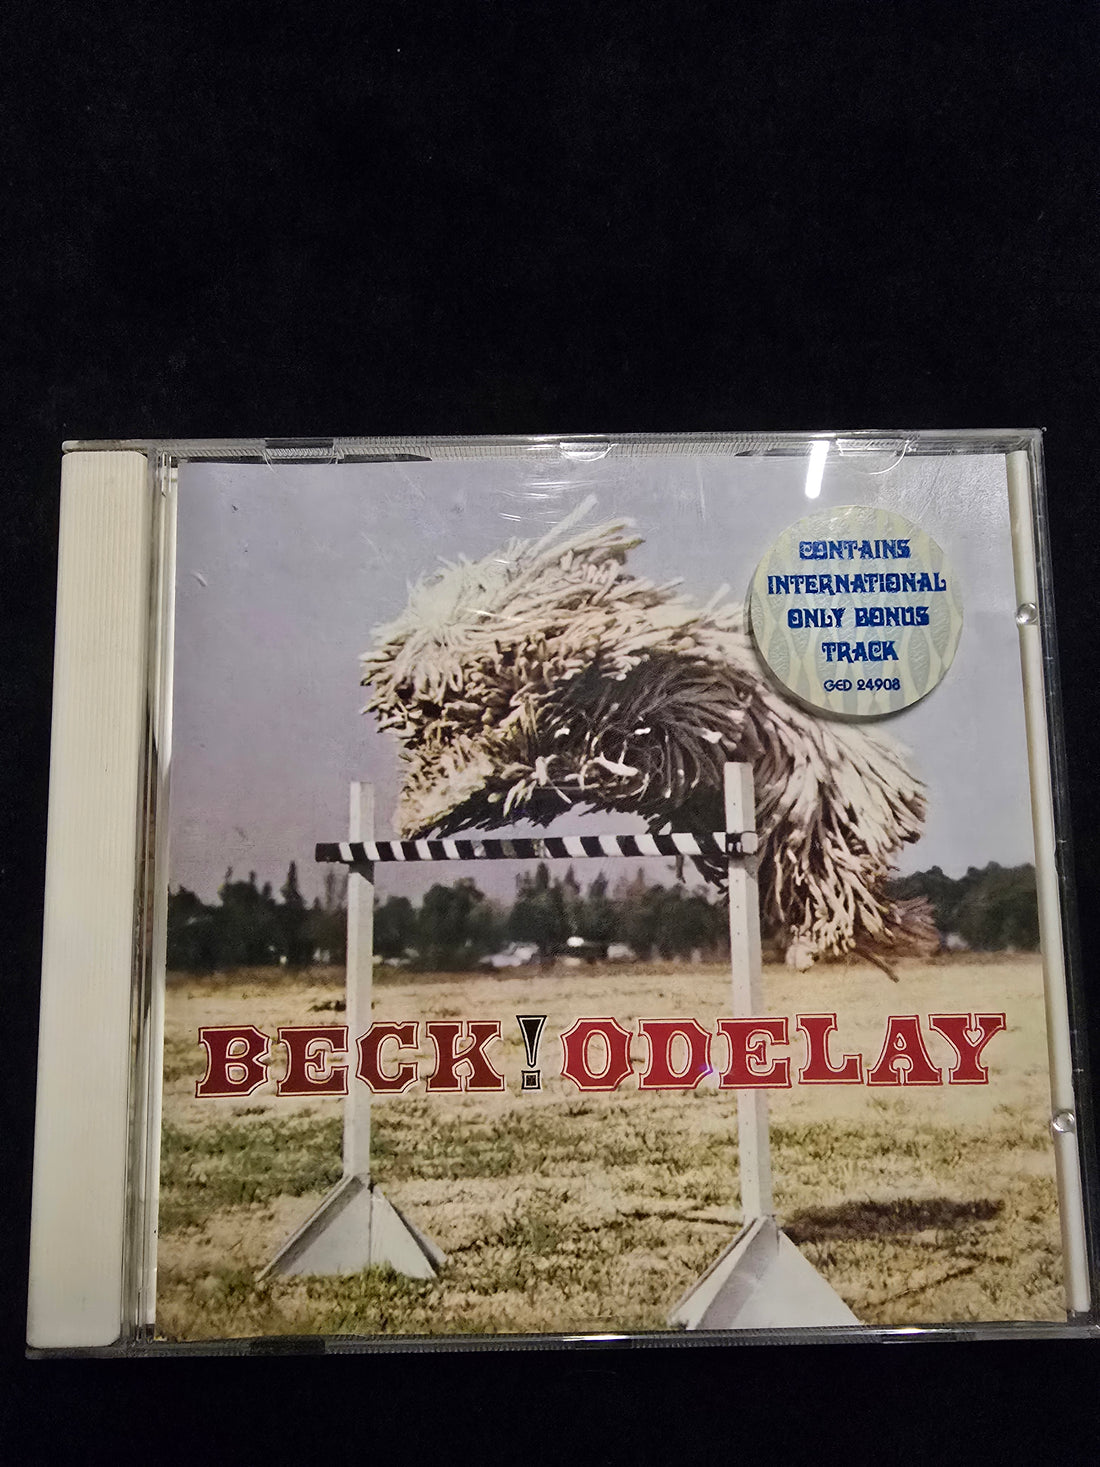 CONTAINS
INTERNATIONAL
ONLY BONUS
TRACK
GED 24908
BECK! ODELAY